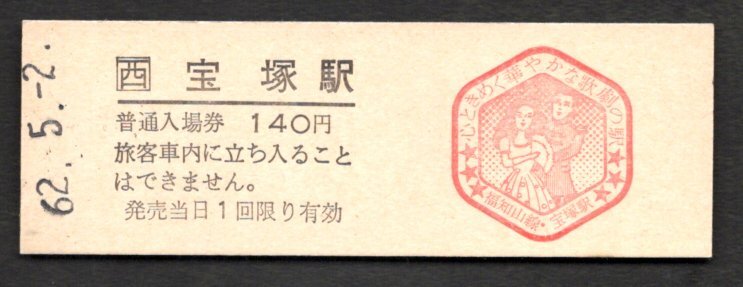 62. 5.-2.
西 宝塚駅
普通入場券 140円
旅客車内に立ち入ること
はできません。
発売当日1回限り有効
心ときめく華やかな歌劇の駅
福知山線・宝塚駅